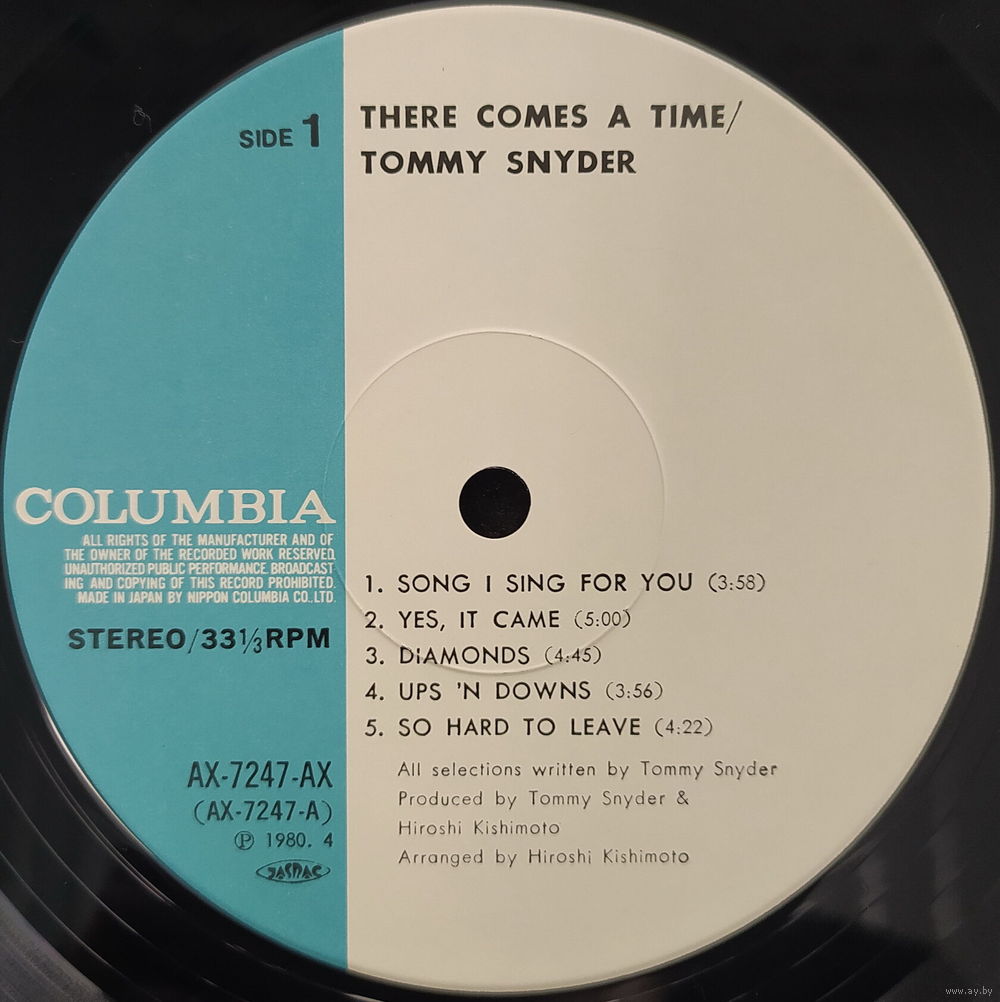 SIDE 1
THERE COMES A TIME/
TOMMY SNYDER
COLUMBIA
ALL RIGHTS OF THE MANUFACTURER AND OF
THE OWNER OF THE RECORDED WORK RESERVED.
UNAUTHORIZED PUBLIC PERFORMANCE. BROADCAST
ING AND COPYING OF THIS RECORD PROHIBITED.
MADE IN JAPAN BY NIPPON COLUMBIA CO.,LTD.
STEREO/33⅓RPM
AX-7247-AX
(AX-7247-A)
Ⓟ 1980. 4
JASRAC
1. SONG I SING FOR YOU (3:58)
2. YES, IT CAME (5:00)
3. DIAMONDS (4:45)
4. UPS 'N DOWNS (3:56)
5. SO HARD TO LEAVE (4:22)
All selections written by Tommy Snyder
Produced by Tommy Snyder &
Hiroshi Kishimoto
Arranged by Hiroshi Kishimoto
www.ay.by